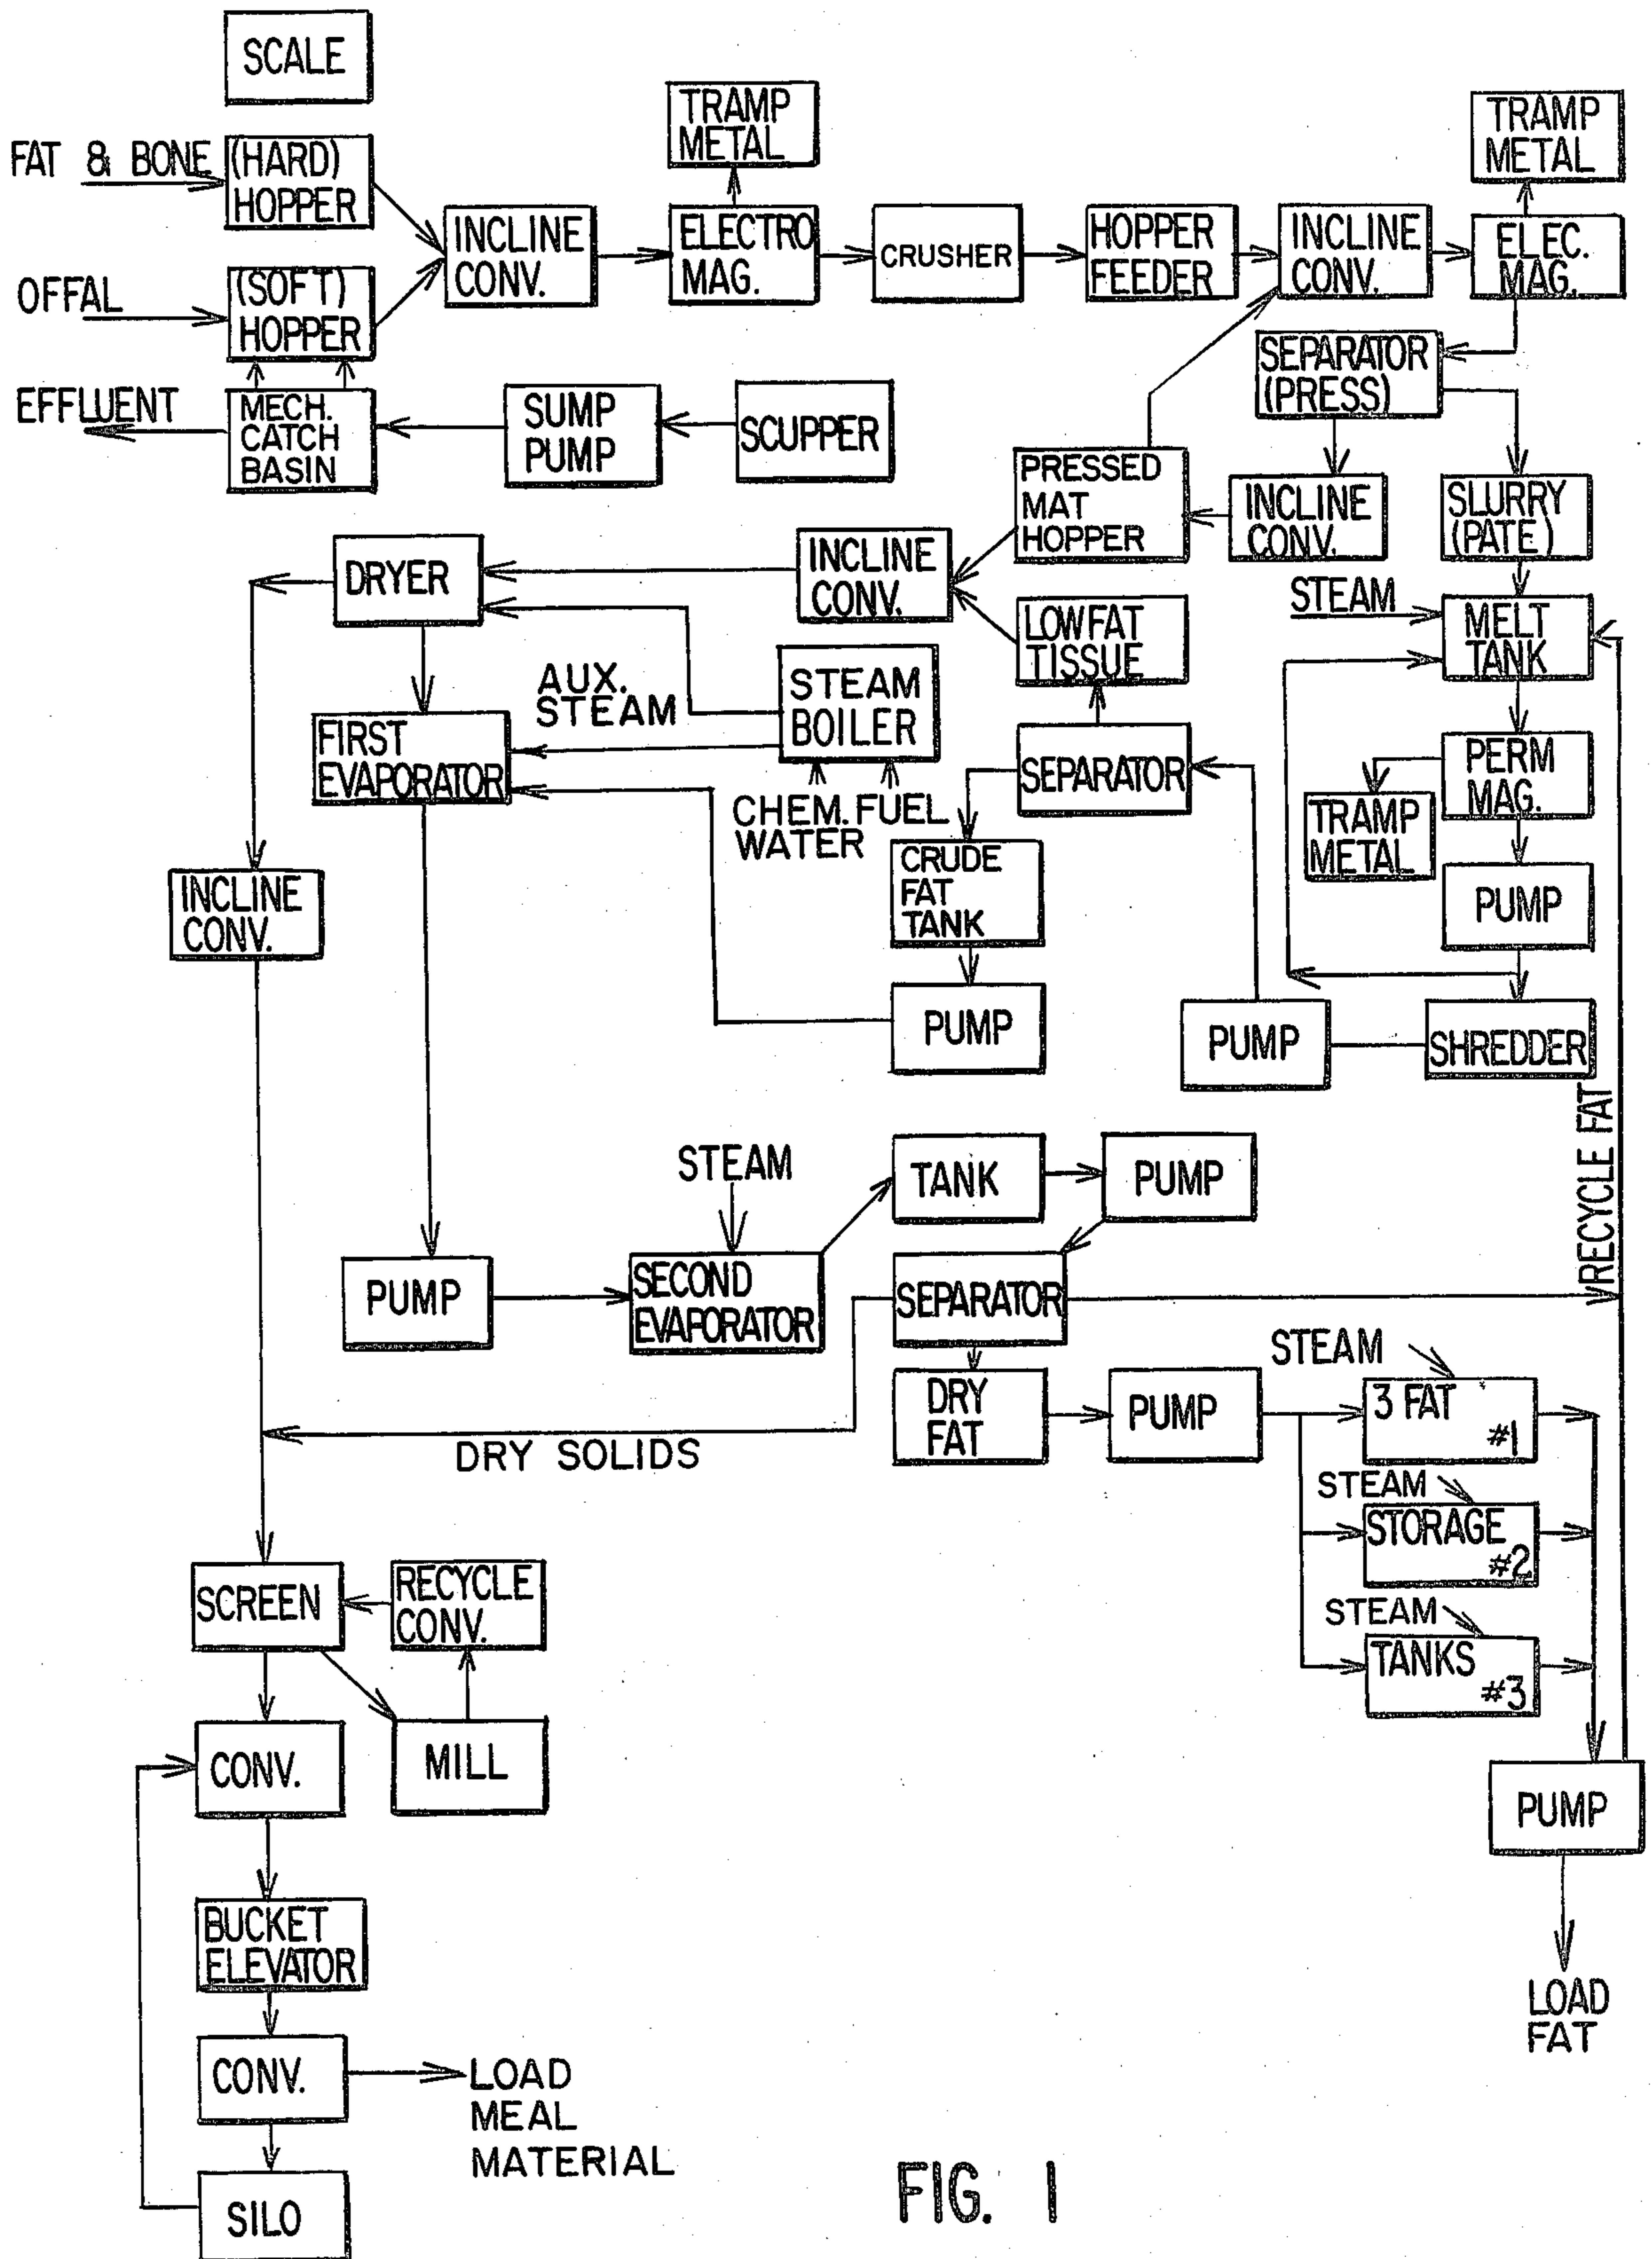 SCALE
FAT & BONE
(HARD)
HOPPER
OFFAL
(SOFT)
HOPPER
EFFLUENT
MECH.
CATCH
BASIN
SUMP
PUMP
SCUPPER
INCLINE
CONV.
TRAMP
METAL
ELECTRO
MAG.
CRUSHER
HOPPER
FEEDER
INCLINE
CONV.
TRAMP
METAL
ELEC.
MAG.
SEPARATOR
(PRESS)
PRESSED
MAT
HOPPER
INCLINE
CONV.
SLURRY
(PATE)
DRYER
INCLINE
CONV.
LOW FAT
TISSUE
STEAM
MELT
TANK
AUX.
STEAM
STEAM
BOILER
FIRST
EVAPORATOR
SEPARATOR
PERM
MAG.
TRAMP
METAL
CHEM. FUEL
WATER
CRUDE
FAT
TANK
PUMP
INCLINE
CONV.
PUMP
PUMP
SHREDDER
RECYCLE FAT
STEAM
TANK
PUMP
PUMP
SECOND
EVAPORATOR
SEPARATOR
DRY SOLIDS
DRY
FAT
PUMP
STEAM
3 FAT
#1
STEAM
STORAGE
#2
STEAM
TANKS
#3
SCREEN
RECYCLE
CONV.
CONV.
MILL
PUMP
BUCKET
ELEVATOR
LOAD
FAT
CONV.
LOAD
MEAL
MATERIAL
SILO
FIG. 1